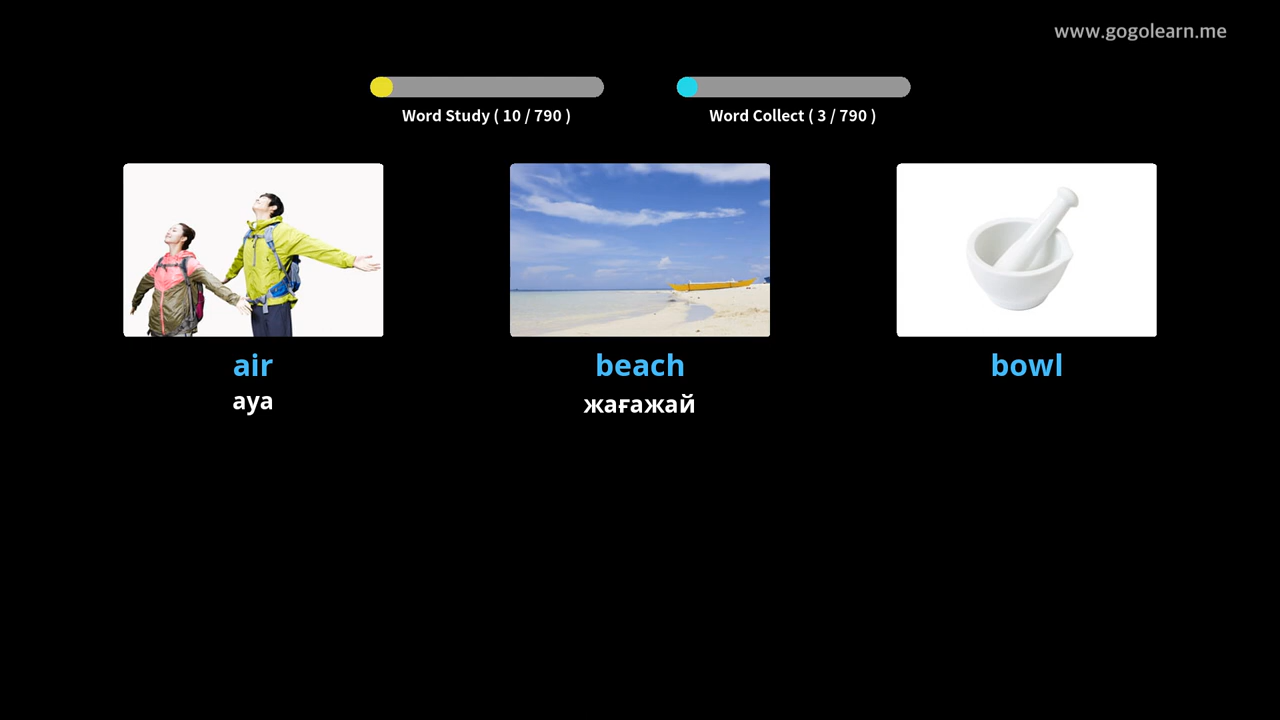 www.gogolearn.me
Word Study ( 10 / 790 )
Word Collect ( 3 / 790 )
air
beach
bowl
ауа
жағажай